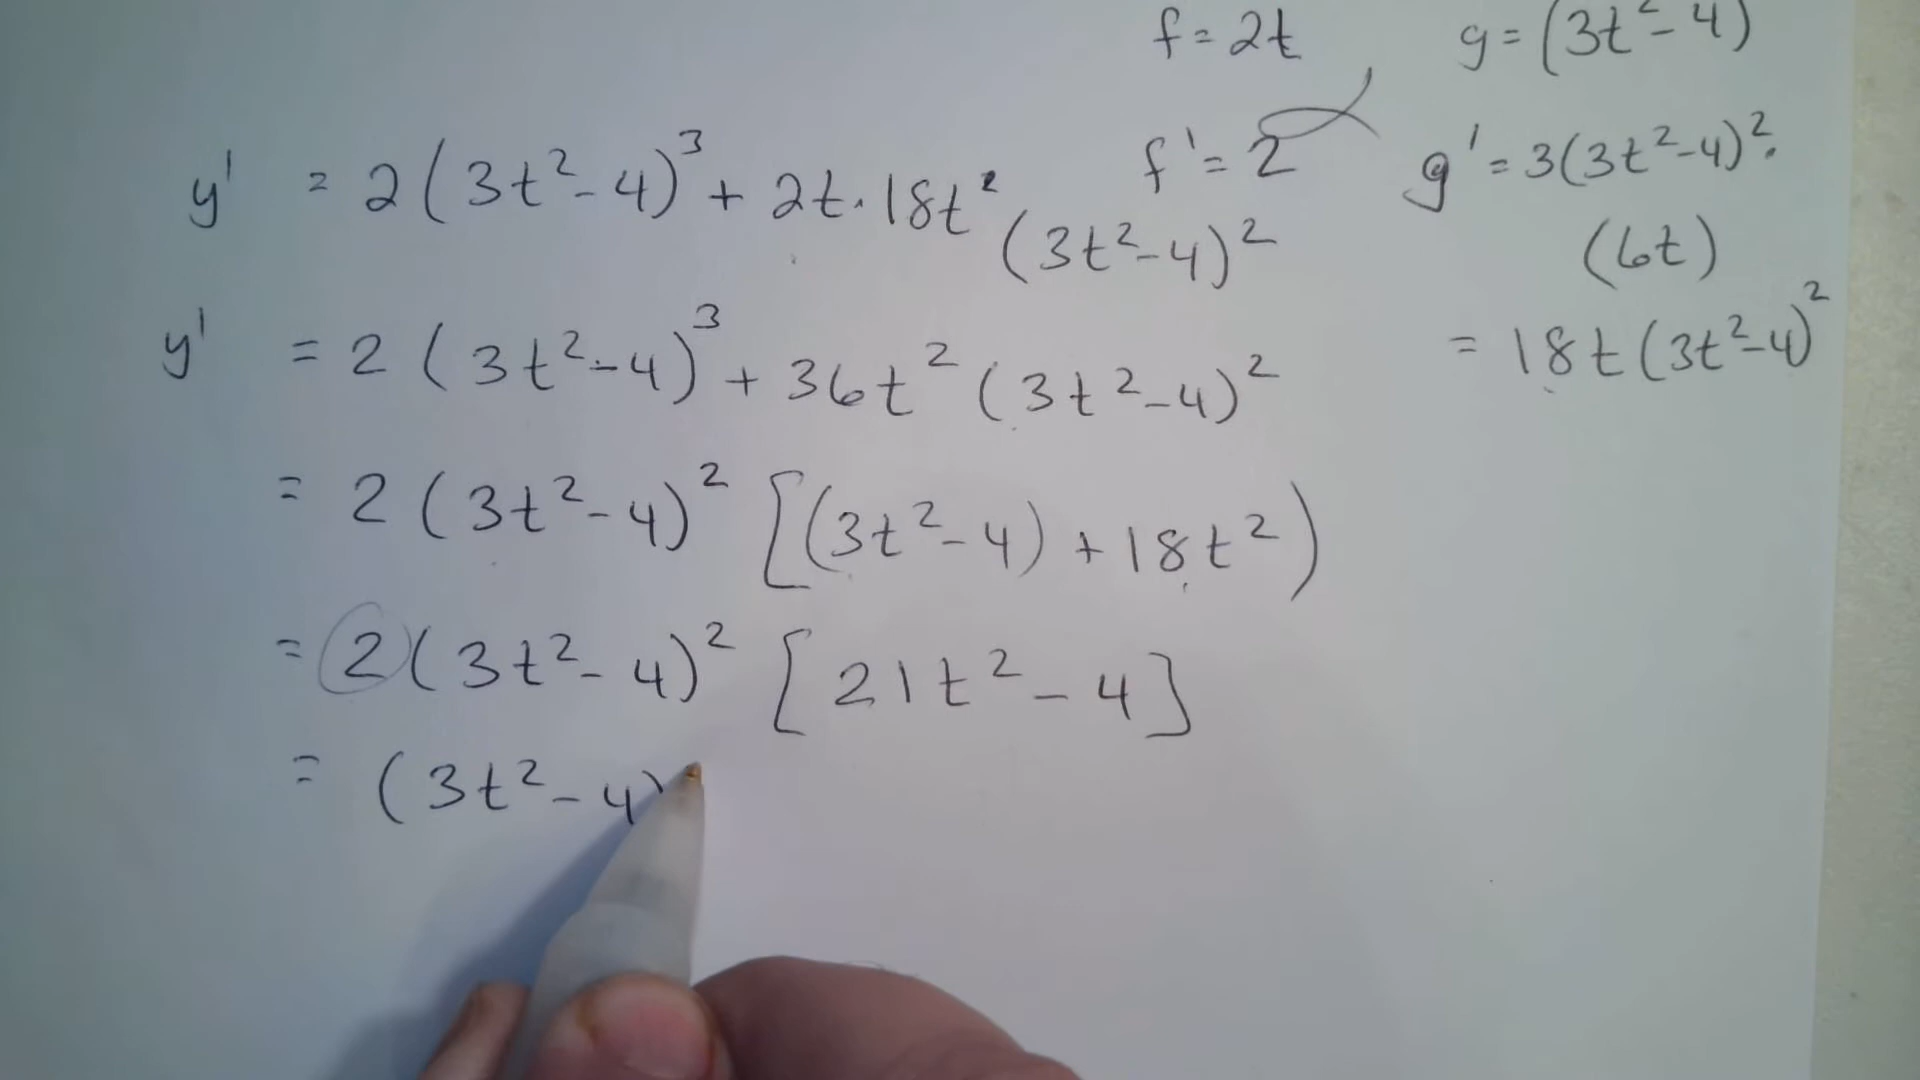 f = 2t
g = (3t² - 4)
f' = 2
g' = 3(3t²-4)² ·
(6t)
= 18t(3t²-4)²
y' = 2(3t²-4)³ + 2t · 18t²
(3t²-4)²
y' = 2(3t²-4)³ + 36t²(3t²-4)²
= 2(3t²-4)² [(3t²-4) + 18t²)
= 2(3t²-4)² [21t² - 4]
= (3t²-4)